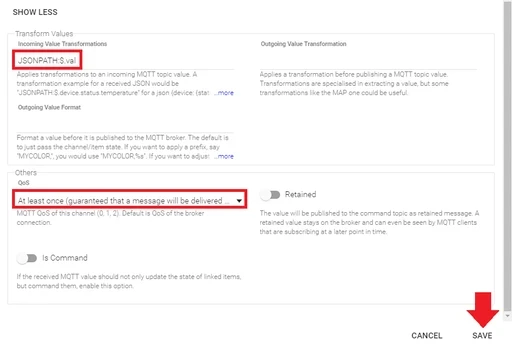 SHOW LESS
Transform Values
Incoming Value Transformations
JSONPATH:$.val
Applies transformations to an incoming MQTT topic value. A
transformation example for a received JSON would be
"JSONPATH:$.device.status.temperature" for a json {device: {stat
...more
Outgoing Value Transformation
Applies a transformation before publishing a MQTT topic value.
Transformations are specialised in extracting a value, but some
transformations like the MAP one could be useful.
Outgoing Value Format
Format a value before it is published to the MQTT broker. The default is
to just pass the channel/item state. If you want to apply a prefix, say
"MYCOLOR,", you would use "MYCOLOR,%s". If you want to adjus
...more
Others
QoS
At least once (guaranteed that a message will be delivered ...
MQTT QoS of this channel (0, 1, 2). Default is QoS of the broker
connection.
Retained
The value will be published to the command topic as retained message. A
retained value stays on the broker and can even be seen by MQTT clients
that are subscribing at a later point in time.
Is Command
If the received MQTT value should not only update the state of linked items,
but command them, enable this option.
CANCEL SAVE